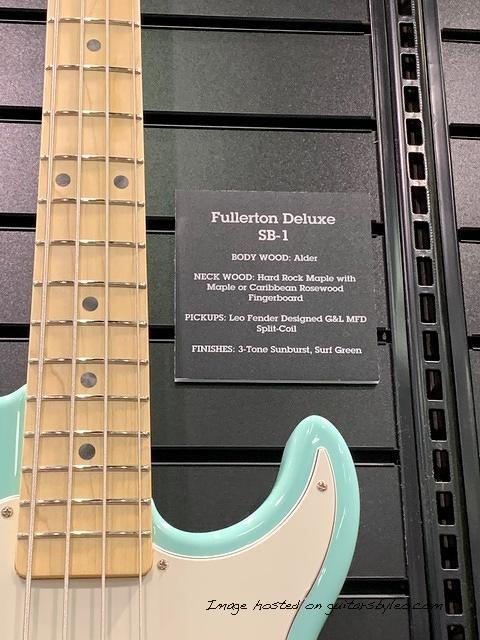 Fullerton Deluxe
SB-1
BODY WOOD: Alder
NECK WOOD: Hard Rock Maple with
Maple or Caribbean Rosewood
Fingerboard
PICKUPS: Leo Fender Designed G&L MFD
Split-Coil
FINISHES: 3-Tone Sunburst, Surf Green
Image hosted on guitarsbyleo.com